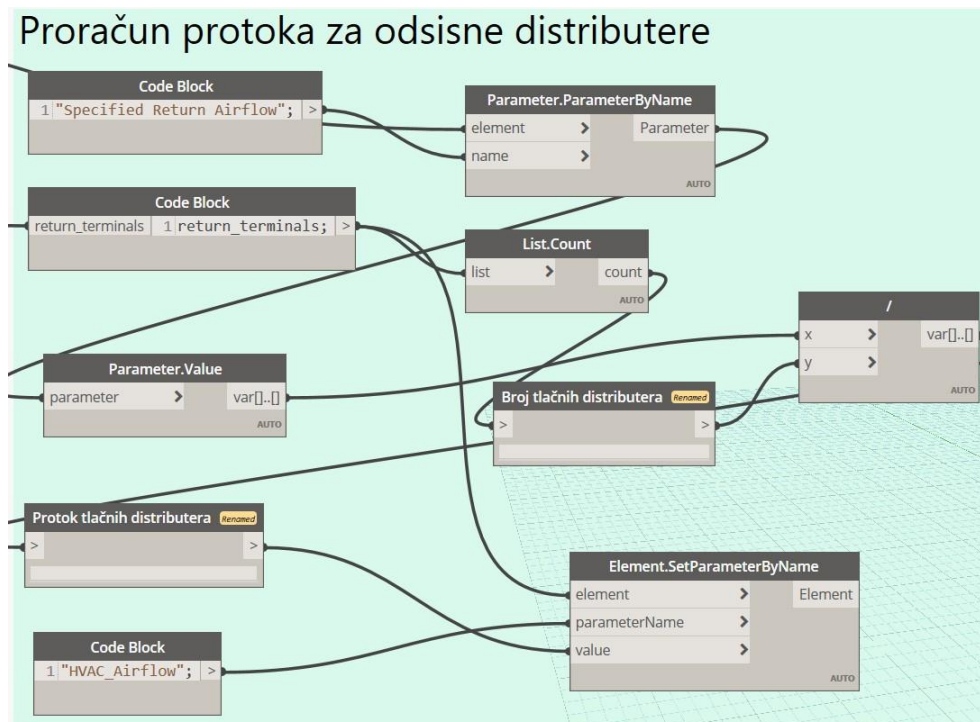 Proračun protoka za odsisne distributere
Code Block
1 "Specified Return Airflow"; >
Parameter.ParameterByName
element > Parameter
name >
AUTO
Code Block
return_terminals 1 return_terminals; >
List.Count
list > count
AUTO
/
x > var[]..[]
y >
AUTO
Parameter.Value
parameter > var[]..[]
AUTO
Broj tlačnih distributera Renamed
> >
Protok tlačnih distributera Renamed
> >
Element.SetParameterByName
element > Element
parameterName >
value >
AUTO
Code Block
1 "HVAC_Airflow"; >